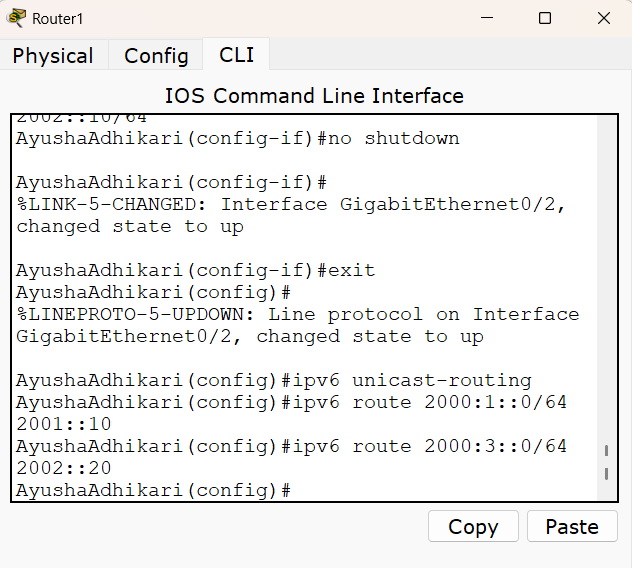 Router1
Physical Config CLI
IOS Command Line Interface
2002::10/64
AyushaAdhikari(config-if)#no shutdown
AyushaAdhikari(config-if)#
%LINK-5-CHANGED: Interface GigabitEthernet0/2,
changed state to up
AyushaAdhikari(config-if)#exit
AyushaAdhikari(config)#
%LINEPROTO-5-UPDOWN: Line protocol on Interface
GigabitEthernet0/2, changed state to up
AyushaAdhikari(config)#ipv6 unicast-routing
AyushaAdhikari(config)#ipv6 route 2000:1::0/64
2001::10
AyushaAdhikari(config)#ipv6 route 2000:3::0/64
2002::20
AyushaAdhikari(config)#
Copy Paste